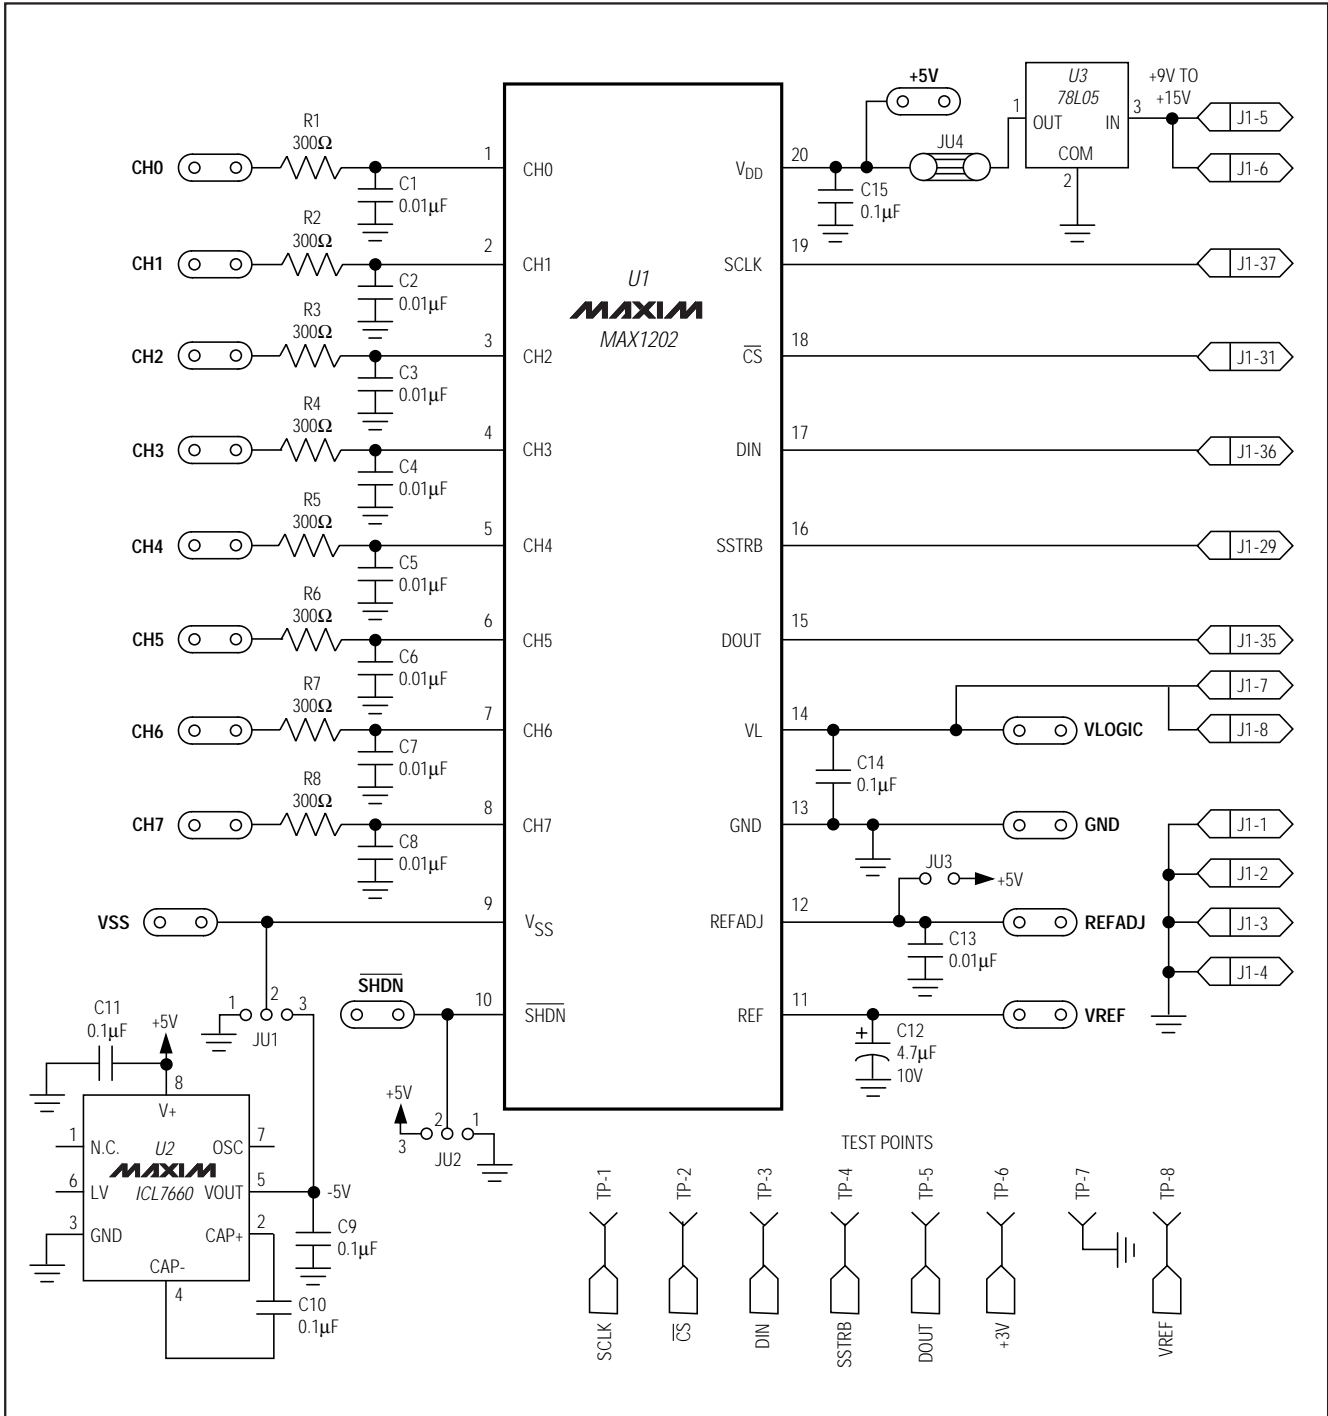 +5V
U3
78L05
+9V TO
+15V
1
OUT
IN
3
COM
2
J1-5
J1-6
JU4
C15
0.1µF
R1
300Ω
CH0
C1
0.01µF
1
CH0
V_DD
20
R2
300Ω
CH1
C2
0.01µF
2
CH1
SCLK
19
J1-37
U1
MAXIM
MAX1202
R3
300Ω
CH2
C3
0.01µF
3
CH2
C̅S̅
18
J1-31
R4
300Ω
CH3
C4
0.01µF
4
CH3
DIN
17
J1-36
R5
300Ω
CH4
C5
0.01µF
5
CH4
SSTRB
16
J1-29
R6
300Ω
CH5
C6
0.01µF
6
CH5
DOUT
15
J1-35
J1-7
R7
300Ω
CH6
C7
0.01µF
7
CH6
VL
14
VLOGIC
J1-8
C14
0.1µF
R8
300Ω
CH7
C8
0.01µF
8
CH7
GND
13
GND
J1-1
J1-2
JU3
+5V
VSS
9
V_SS
REFADJ
12
REFADJ
J1-3
C13
0.01µF
J1-4
1
2
3
JU1
S̅H̅D̅N̅
10
S̅H̅D̅N̅
REF
11
VREF
+
C12
4.7µF
10V
C11
0.1µF
+5V
8
V+
1
N.C.
U2
MAXIM
ICL7660
OSC
7
6
LV
VOUT
5
-5V
3
GND
CAP+
2
CAP-
4
C9
0.1µF
C10
0.1µF
+5V
3
2
1
JU2
TEST POINTS
TP-1
TP-2
TP-3
TP-4
TP-5
TP-6
TP-7
TP-8
SCLK
C̅S̅
DIN
SSTRB
DOUT
+3V
VREF